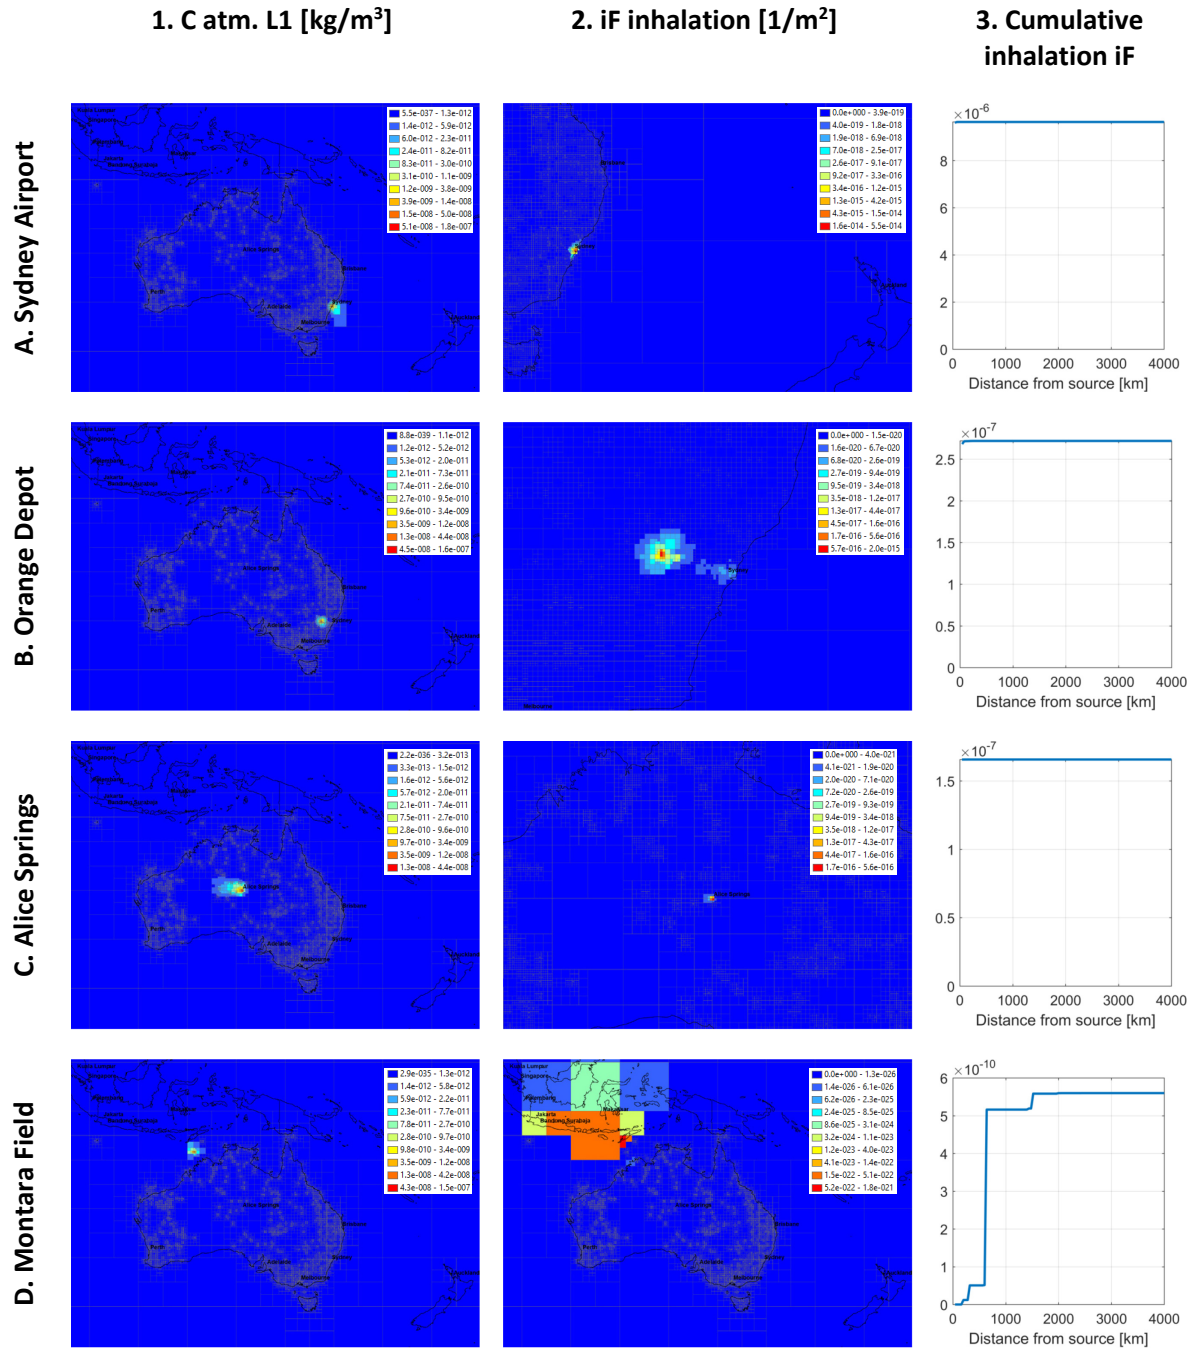 1. C atm. L1 [kg/m³]
2. iF inhalation [1/m²]
3. Cumulative
inhalation iF
A. Sydney Airport
5.5e-037 - 1.3e-012
1.4e-012 - 5.9e-012
6.0e-012 - 2.3e-011
2.4e-011 - 8.2e-011
8.3e-011 - 3.0e-010
3.1e-010 - 1.1e-009
1.2e-009 - 3.8e-009
3.9e-009 - 1.4e-008
1.5e-008 - 5.0e-008
5.1e-008 - 1.8e-007
0.0e+000 - 3.9e-019
4.0e-019 - 1.8e-018
1.9e-018 - 6.9e-018
7.0e-018 - 2.5e-017
2.6e-017 - 9.1e-017
9.2e-017 - 3.3e-016
3.4e-016 - 1.2e-015
1.3e-015 - 4.2e-015
4.3e-015 - 1.5e-014
1.6e-014 - 5.5e-014
×10⁻⁶
8
6
4
2
0
0 1000 2000 3000 4000
Distance from source [km]
B. Orange Depot
8.8e-039 - 1.1e-012
1.2e-012 - 5.2e-012
5.3e-012 - 2.0e-011
2.1e-011 - 7.3e-011
7.4e-011 - 2.6e-010
2.7e-010 - 9.5e-010
9.6e-010 - 3.4e-009
3.5e-009 - 1.2e-008
1.3e-008 - 4.4e-008
4.5e-008 - 1.6e-007
0.0e+000 - 1.5e-020
1.6e-020 - 6.7e-020
6.8e-020 - 2.6e-019
2.7e-019 - 9.4e-019
9.5e-019 - 3.4e-018
3.5e-018 - 1.2e-017
1.3e-017 - 4.4e-017
4.5e-017 - 1.6e-016
1.7e-016 - 5.6e-016
5.7e-016 - 2.0e-015
×10⁻⁷
2.5
2
1.5
1
0.5
0
0 1000 2000 3000 4000
Distance from source [km]
C. Alice Springs
2.2e-036 - 3.2e-013
3.3e-013 - 1.5e-012
1.6e-012 - 5.6e-012
5.7e-012 - 2.0e-011
2.1e-011 - 7.4e-011
7.5e-011 - 2.7e-010
2.8e-010 - 9.6e-010
9.7e-010 - 3.4e-009
3.5e-009 - 1.2e-008
1.3e-008 - 4.4e-008
0.0e+000 - 4.0e-021
4.1e-021 - 1.9e-020
2.0e-020 - 7.1e-020
7.2e-020 - 2.6e-019
2.7e-019 - 9.3e-019
9.4e-019 - 3.4e-018
3.5e-018 - 1.2e-017
1.3e-017 - 4.3e-017
4.4e-017 - 1.6e-016
1.7e-016 - 5.6e-016
×10⁻⁷
1.5
1
0.5
0
0 1000 2000 3000 4000
Distance from source [km]
D. Montara Field
2.9e-035 - 1.3e-012
1.4e-012 - 5.8e-012
5.9e-012 - 2.2e-011
2.3e-011 - 7.7e-011
7.8e-011 - 2.7e-010
2.8e-010 - 9.7e-010
9.8e-010 - 3.4e-009
3.5e-009 - 1.2e-008
1.3e-008 - 4.2e-008
4.3e-008 - 1.5e-007
Kuala Lumpur
Singapore
Jakarta
Makassar
Bandung Surabaja
0.0e+000 - 1.3e-026
1.4e-026 - 6.1e-026
6.2e-026 - 2.3e-025
2.4e-025 - 8.5e-025
8.6e-025 - 3.1e-024
3.2e-024 - 1.1e-023
1.2e-023 - 4.0e-023
4.1e-023 - 1.4e-022
1.5e-022 - 5.1e-022
5.2e-022 - 1.8e-021
×10⁻¹⁰
6
5
4
3
2
1
0
0 1000 2000 3000 4000
Distance from source [km]